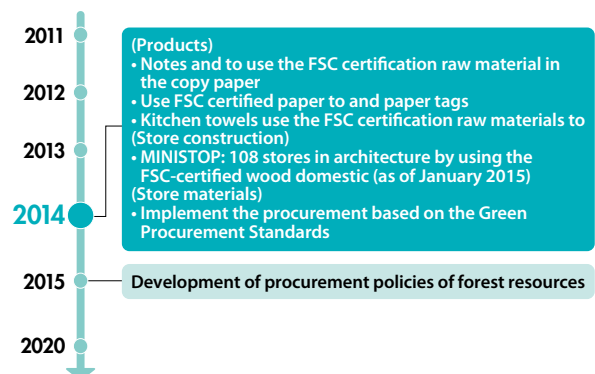 2011
2012
2013
2014
2015
2020
(Products)
• Notes and to use the FSC certification raw material in
the copy paper
• Use FSC certified paper to and paper tags
• Kitchen towels use the FSC certification raw materials to
(Store construction)
• MINISTOP: 108 stores in architecture by using the
FSC-certified wood domestic (as of January 2015)
(Store materials)
• Implement the procurement based on the Green
Procurement Standards
Development of procurement policies of forest resources